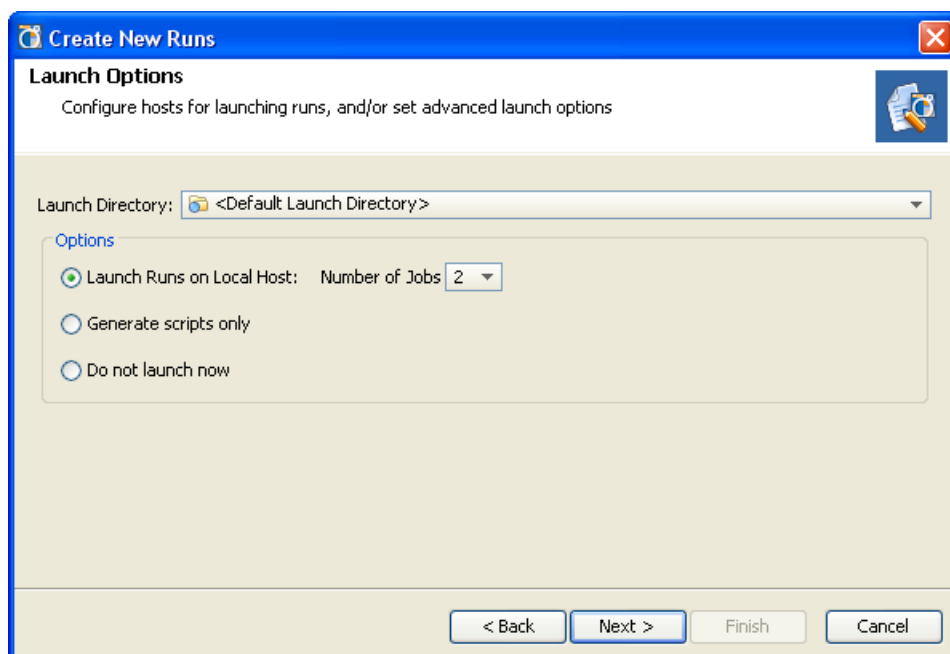 Create New Runs
Launch Options
Configure hosts for launching runs, and/or set advanced launch options
Launch Directory: <Default Launch Directory>
Options
Launch Runs on Local Host: Number of Jobs 2
Generate scripts only
Do not launch now
< Back Next > Finish Cancel